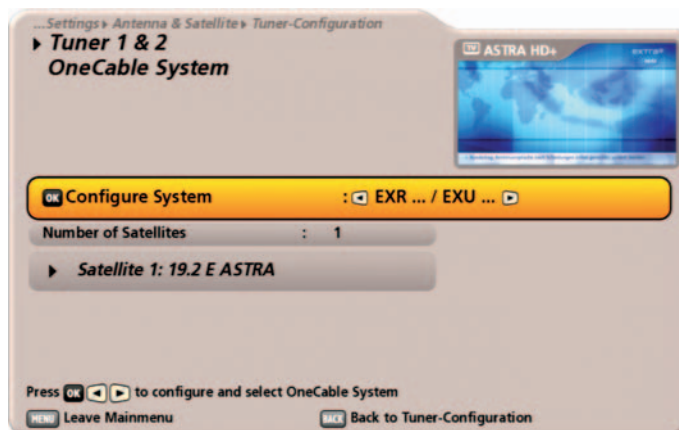 ...Settings Antenna & Satellite Tuner-Configuration
Tuner 1 & 2
OneCable System
TV ASTRA HD+
OK Configure System : EXR ... / EXU ...
Number of Satellites : 1
Satellite 1: 19.2 E ASTRA
Press OK to configure and select OneCable System
MENU Leave Mainmenu BACK Back to Tuner-Configuration